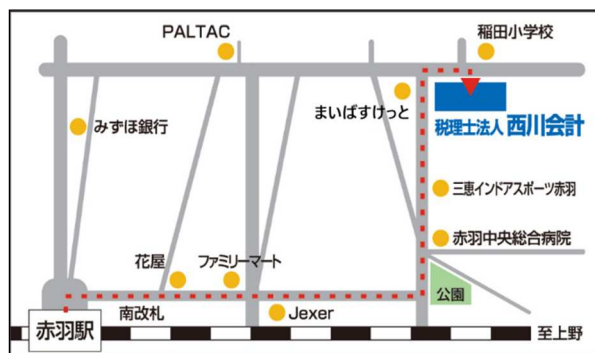 PALTAC
稲田小学校
まいばすけっと
みずほ銀行
税理士法人 西川会計
三恵インドアスポーツ赤羽
赤羽中央総合病院
花屋
ファミリーマート
公園
南改札
Jexer
赤羽駅
至上野